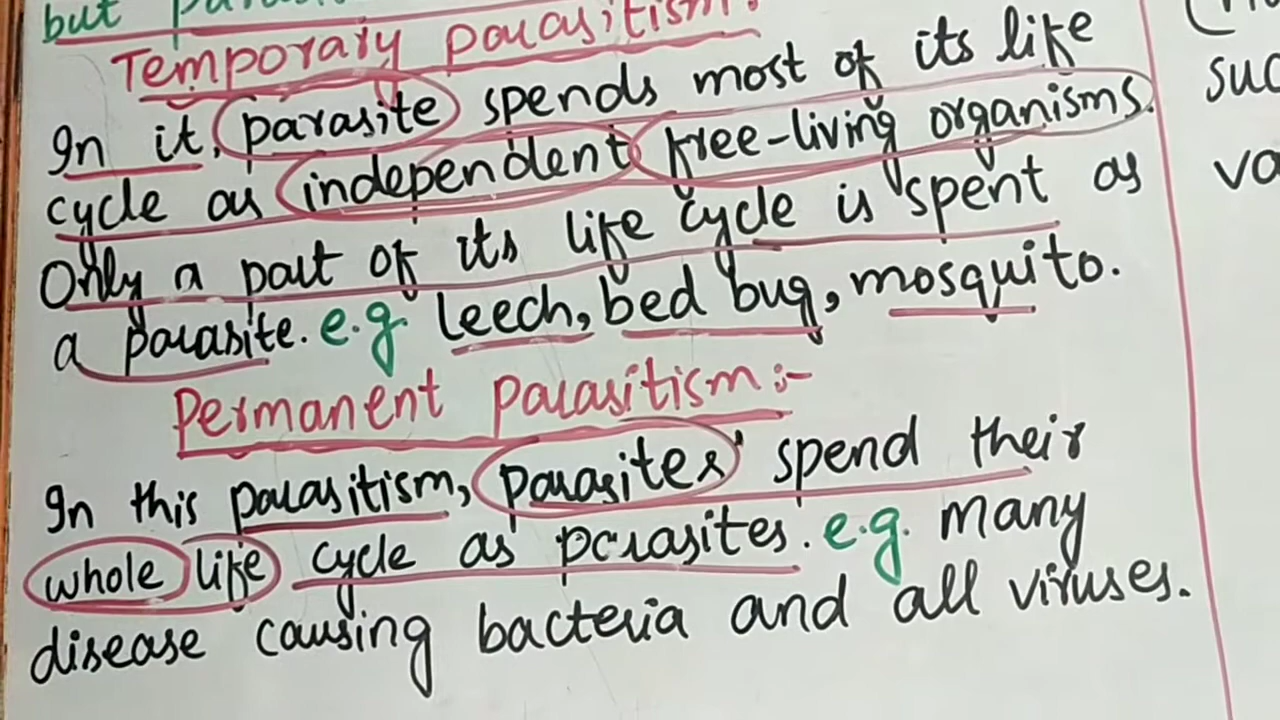 but
Temporary parasitism:
In it, parasite spends most of its life
cycle as independent free-living organisms.
Only a part of its life cycle is spent as
a parasite. e.g. leech, bed bug, mosquito.
Permanent Parasitism:-
In this parasitism, parasites spend their
whole life cycle as parasites. e.g. many
disease causing bacteria and all viruses.